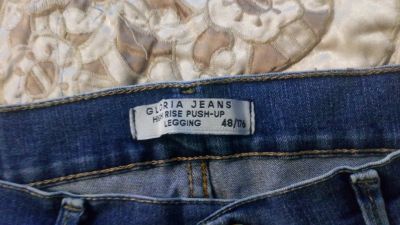 GLORIA JEANS
HIGH RISE PUSH-UP
LEGGING 48/176